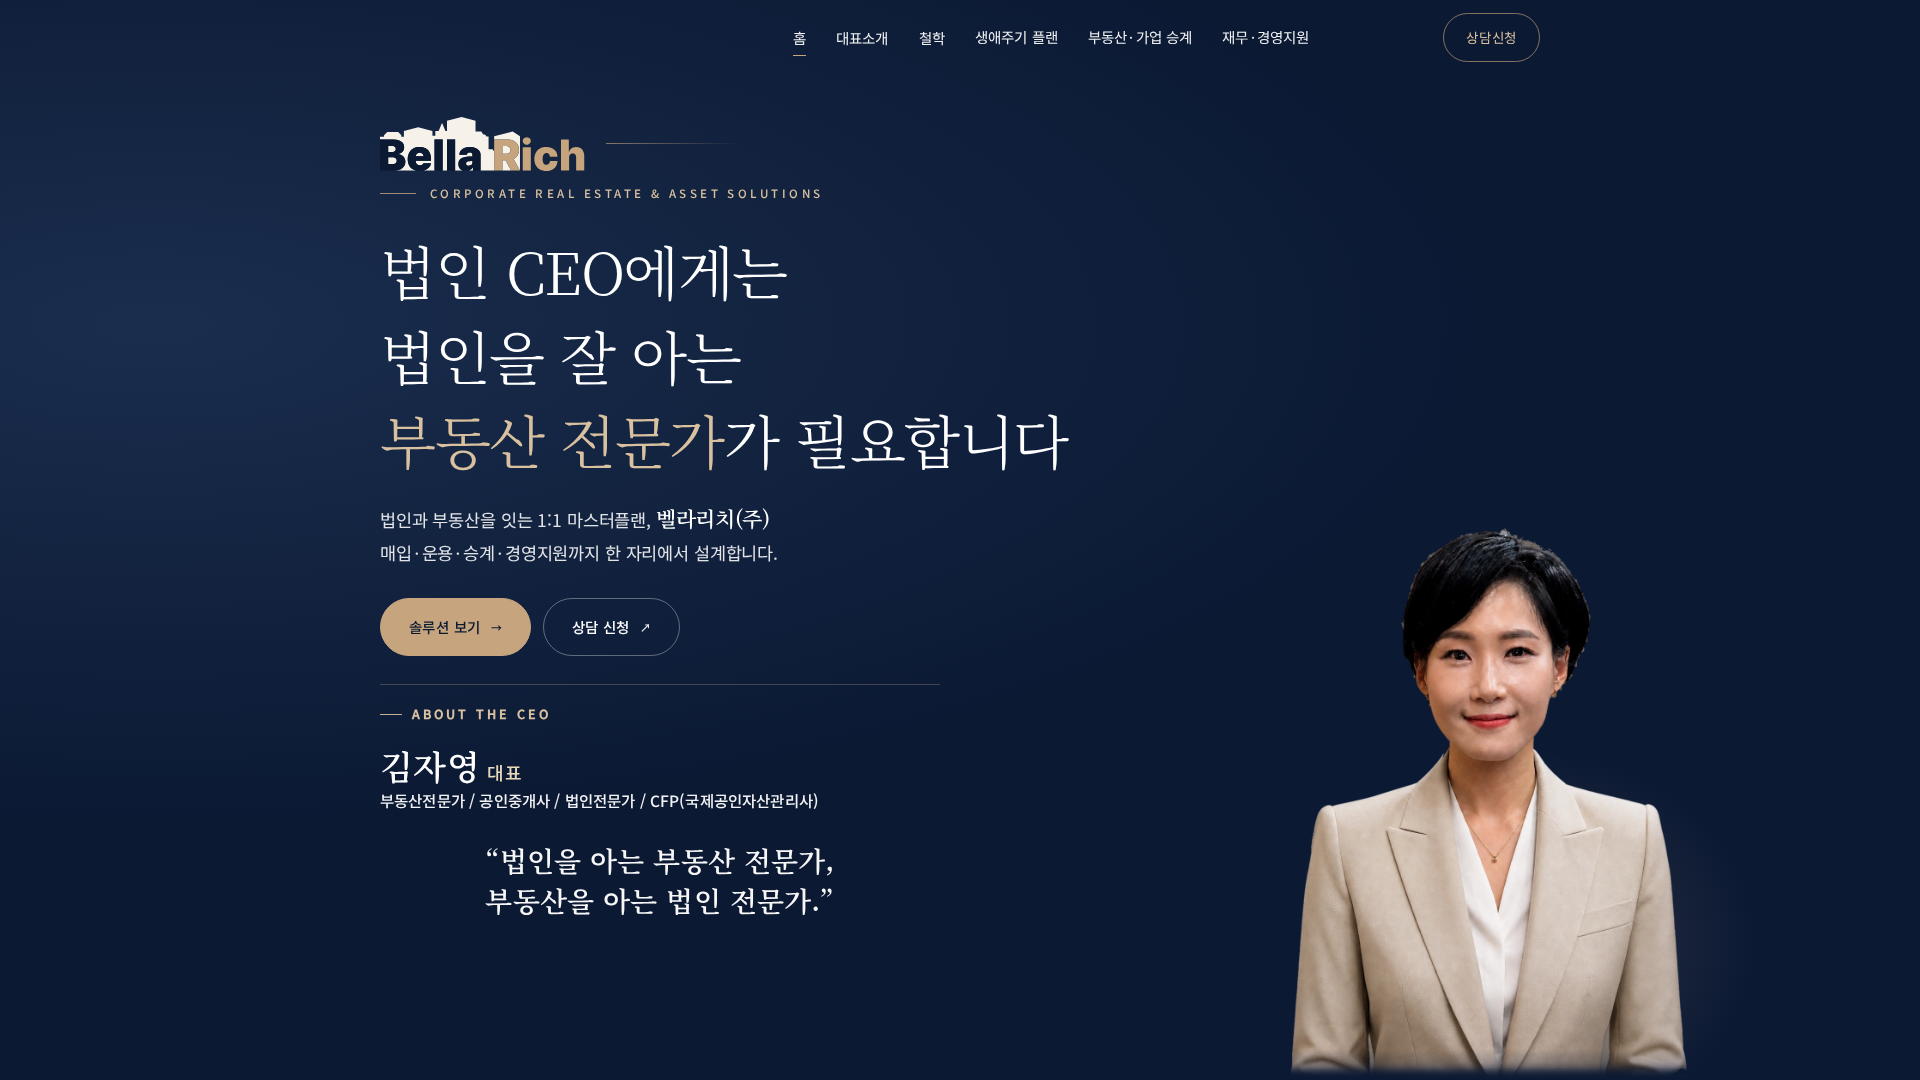 홈 대표소개 철학 생애주기 플랜 부동산·가업 승계 재무·경영지원 상담신청
Bella Rich
CORPORATE REAL ESTATE & ASSET SOLUTIONS
법인 CEO에게는
법인을 잘 아는
부동산 전문가가 필요합니다
법인과 부동산을 잇는 1:1 마스터플랜, 벨라리치(주)
매입·운용·승계·경영지원까지 한 자리에서 설계합니다.
솔루션 보기 → 상담 신청 ↗
ABOUT THE CEO
김자영 대표
부동산전문가 / 공인중개사 / 법인전문가 / CFP(국제공인자산관리사)
“법인을 아는 부동산 전문가,
부동산을 아는 법인 전문가.”